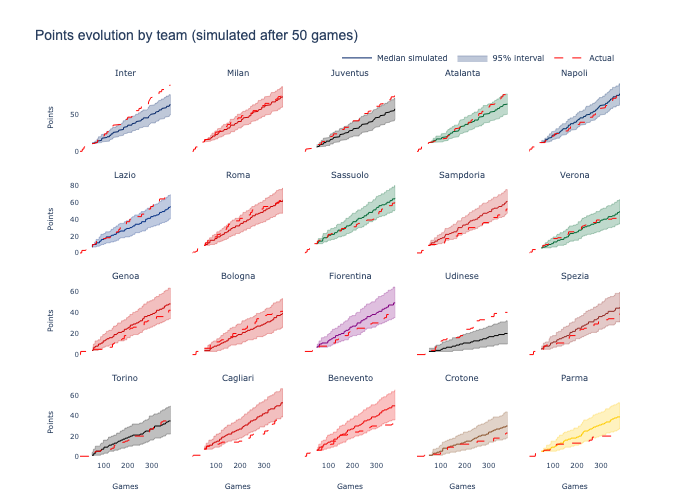 Points evolution by team (simulated after 50 games)
Median simulated 95% interval Actual
Inter Milan Juventus Atalanta Napoli
Points
50
0
Lazio Roma Sassuolo Sampdoria Verona
Points
80
60
40
20
0
Genoa Bologna Fiorentina Udinese Spezia
Points
60
40
20
0
Torino Cagliari Benevento Crotone Parma
Points
60
40
20
0
100 200 300 100 200 300 100 200 300 100 200 300 100 200 300
Games Games Games Games Games